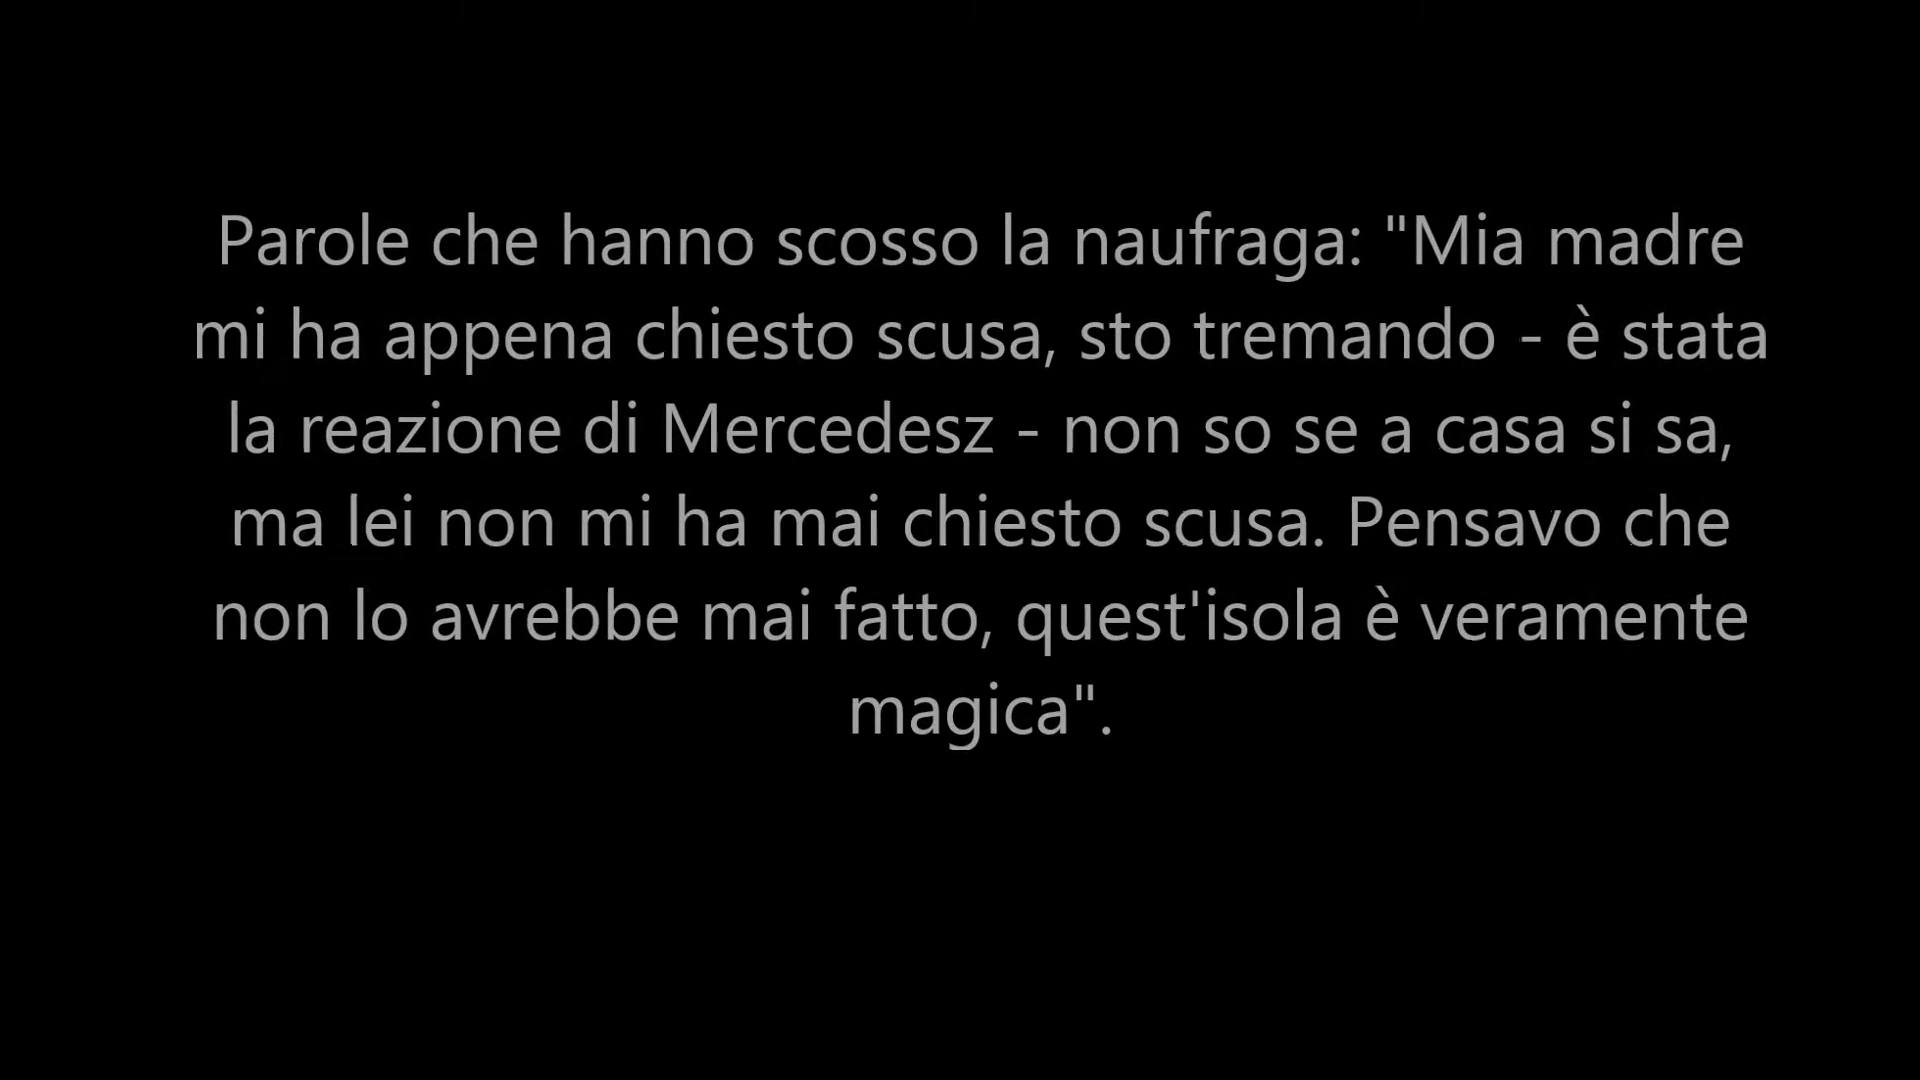 Parole che hanno scosso la naufraga: "Mia madre
mi ha appena chiesto scusa, sto tremando - è stata
la reazione di Mercedesz - non so se a casa si sa,
ma lei non mi ha mai chiesto scusa. Pensavo che
non lo avrebbe mai fatto, quest'isola è veramente
magica".